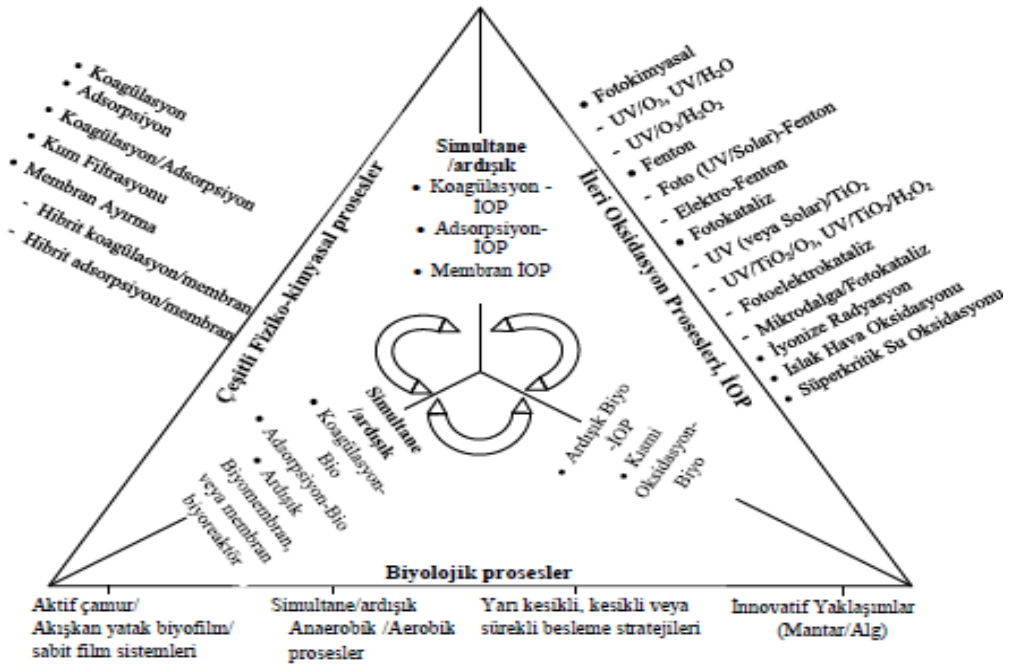 • Koagülasyon
• Adsorpsiyon
• Koagülasyon/Adsorpsiyon
• Kum Filtrasyonu
• Membran Ayırma
- Hibrit koagülasyon/membran
- Hibrit adsorpsiyon/membran
Çeşitli Fiziko-kimyasal prosesler
Simultane
/ardışık
• Koagülasyon -
İOP
• Adsorpsiyon-
İOP
• Membran İOP
İleri Oksidasyon Prosesleri, İOP
• Fotokimyasal
- UV/O₃, UV/H₂O
- UV/O₃/H₂O₂
• Fenton
- Foto (UV/Solar)-Fenton
- Elektro-Fenton
• Fotokataliz
- UV (veya Solar)/TiO₂
- UV/TiO₂/O₃, UV/TiO₂/H₂O₂
- Fotoelektrokataliz
- Mikrodalga/Fotokataliz
• İyonize Radyasyon
• Islak Hava Oksidasyonu
• Süperkritik Su Oksidasyonu
Simultane
/ardışık
• Koagülasyon-
Bio
• Adsorpsiyon-Bio
• Ardışık
Biyomembran,
veya membran
biyoreaktör
• Ardışık Biyo
-İOP
• Kısmi
Oksidasyon-
Biyo
Biyolojik prosesler
Aktif çamur/
Akışkan yatak biyofilm/
sabit film sistemleri
Simultane/ardışık
Anaerobik /Aerobik
prosesler
Yarı kesikli, kesikli veya
sürekli besleme stratejileri
İnnovatif Yaklaşımlar
(Mantar/Alg)